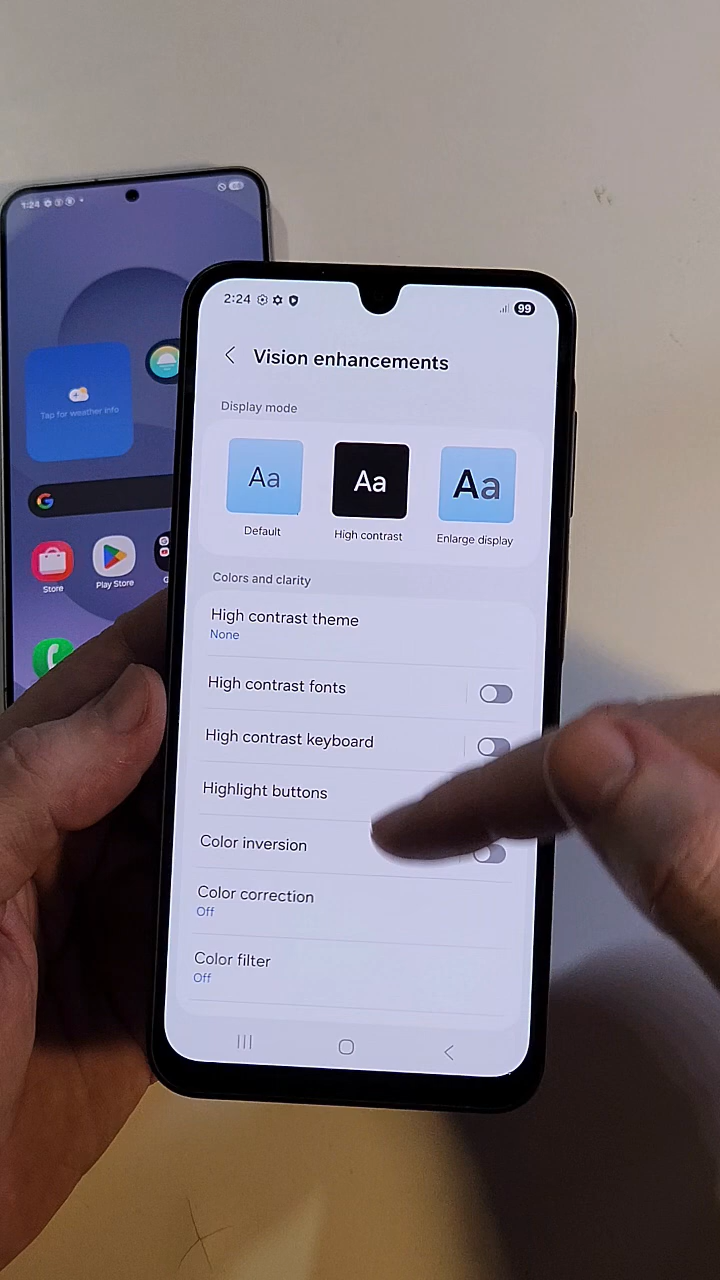 1:24
Tap for weather info
Store
Play Store
2:24
99
Vision enhancements
Display mode
Aa
Aa
Aa
Default
High contrast
Enlarge display
Colors and clarity
High contrast theme
None
High contrast fonts
High contrast keyboard
Highlight buttons
Color inversion
Color correction
Off
Color filter
Off